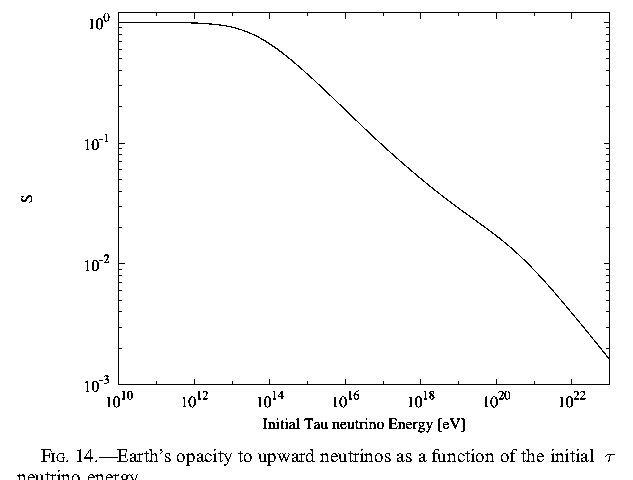 10^0
10^-1
S
10^-2
10^-3
10^10 10^12 10^14 10^16 10^18 10^20 10^22
Initial Tau neutrino Energy [eV]
FIG. 14.—Earth's opacity to upward neutrinos as a function of the initial τ
neutrino energy